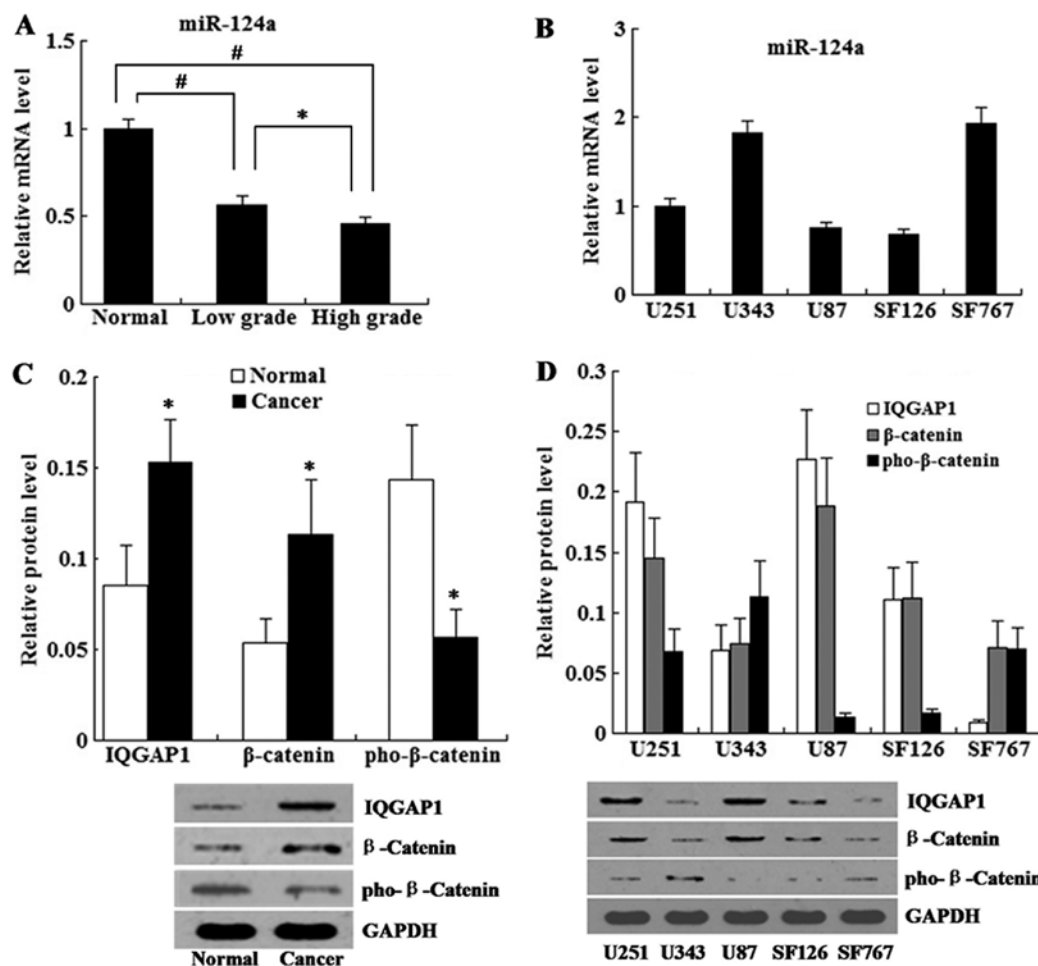 A
miR-124a
Relative mRNA level
1.5
1
0.5
0
#
#
*
Normal Low grade High grade
B
miR-124a
Relative mRNA level
3
2
1
0
U251 U343 U87 SF126 SF767
C
Normal
Cancer
Relative protein level
0.2
0.15
0.1
0.05
0
*
*
*
IQGAP1 β-catenin pho-β-catenin
IQGAP1
β-Catenin
pho-β-Catenin
GAPDH
Normal Cancer
D
IQGAP1
β-catenin
pho-β-catenin
Relative protein level
0.3
0.25
0.2
0.15
0.1
0.05
0
U251 U343 U87 SF126 SF767
IQGAP1
β-Catenin
pho-β-Catenin
GAPDH
U251 U343 U87 SF126 SF767